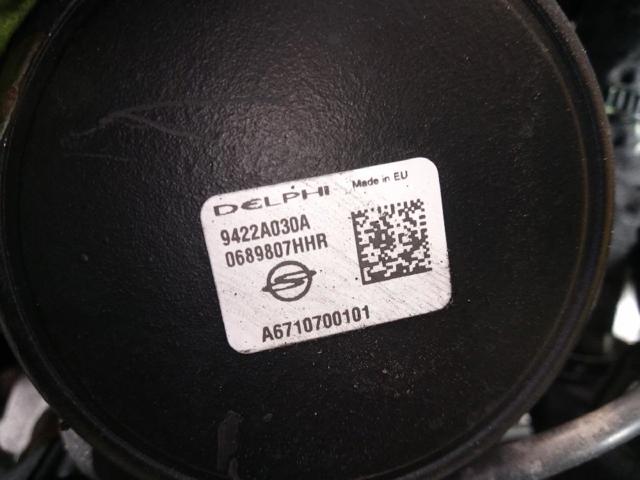 DELPHI Made in EU
9422A030A
0689807HHR
A6710700101